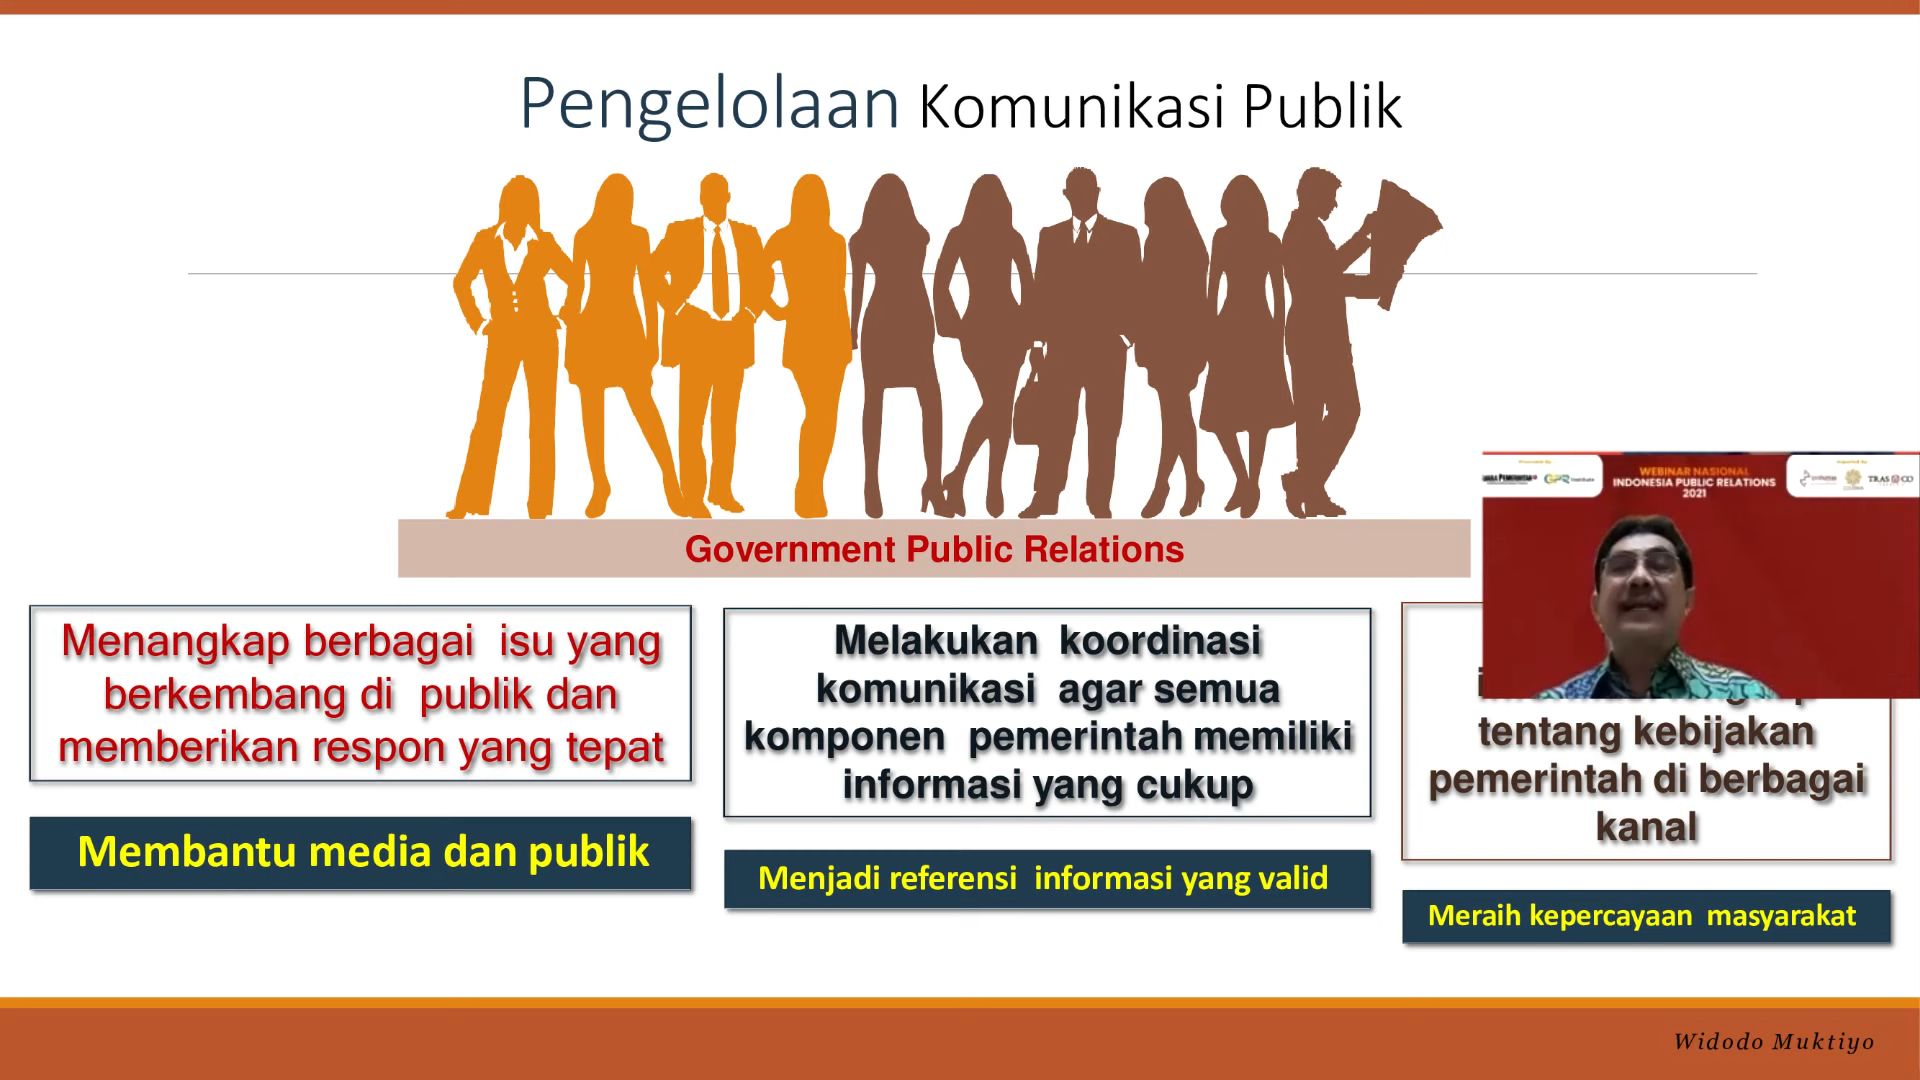 Pengelolaan Komunikasi Publik
WEBINAR NASIONAL
INDONESIA PUBLIC RELATIONS
2021
TRAS CO
Government Public Relations
Menangkap berbagai isu yang
berkembang di publik dan
memberikan respon yang tepat
Membantu media dan publik
Melakukan koordinasi
komunikasi agar semua
komponen pemerintah memiliki
informasi yang cukup
Menjadi referensi informasi yang valid
tentang kebijakan
pemerintah di berbagai
kanal
Meraih kepercayaan masyarakat
Widodo Muktiyo